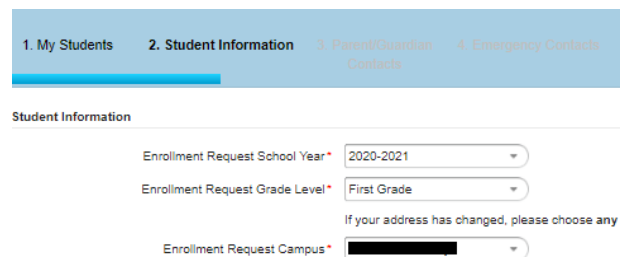 1. My Students 2. Student Information 3. Parent/Guardian Contacts 4. Emergency Contacts
Student Information
Enrollment Request School Year* 2020-2021
Enrollment Request Grade Level* First Grade
If your address has changed, please choose any
Enrollment Request Campus*